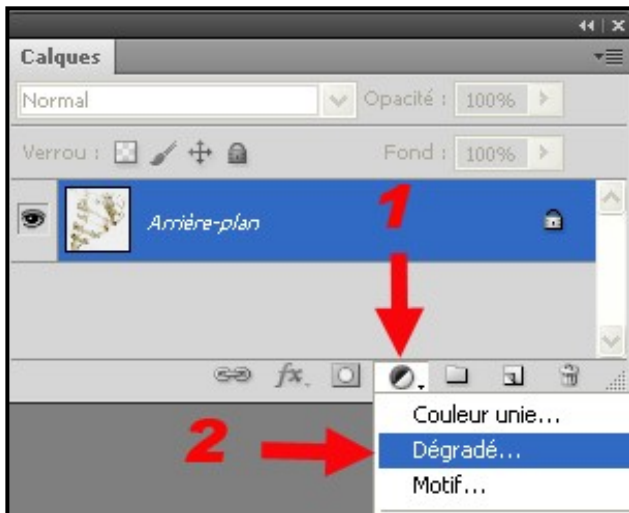 Calques
Normal Opacité : 100%
Verrou : Fond : 100%
Arrière-plan 1
fx.
Couleur unie...
2 Dégradé...
Motif...